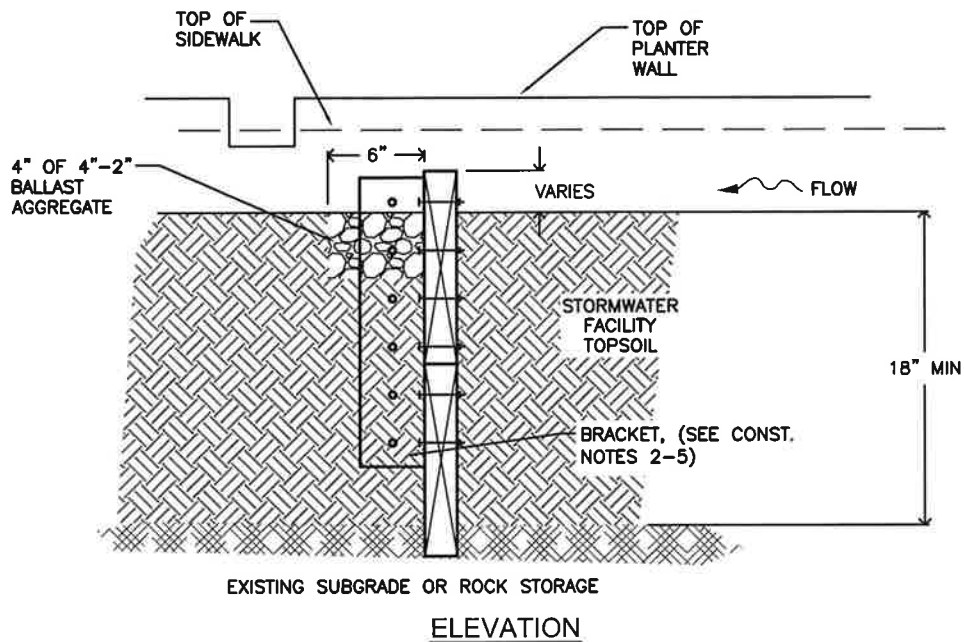 TOP OF
SIDEWALK
TOP OF
PLANTER
WALL
6"
4" OF 4"-2"
BALLAST
AGGREGATE
VARIES
FLOW
STORMWATER
FACILITY
TOPSOIL
18" MIN
BRACKET, (SEE CONST.
NOTES 2-5)
EXISTING SUBGRADE OR ROCK STORAGE
ELEVATION